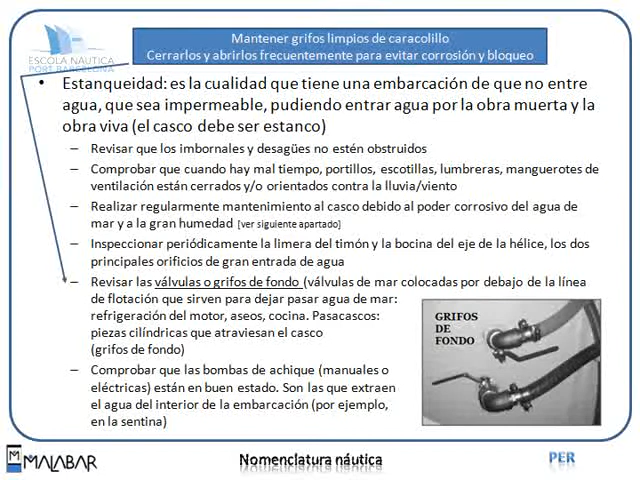 Mantener grifos limpios de caracolillo
Cerrarlos y abrirlos frecuentemente para evitar corrosión y bloqueo
ESCOLA NÀUTICA
PORT BARCELONA
• Estanqueidad: es la cualidad que tiene una embarcación de que no entre
agua, que sea impermeable, pudiendo entrar agua por la obra muerta y la
obra viva (el casco debe ser estanco)
– Revisar que los imbornales y desagües no estén obstruidos
– Comprobar que cuando hay mal tiempo, portillos, escotillas, lumbreras, manguerotes de
ventilación están cerrados y/o orientados contra la lluvia/viento
– Realizar regularmente mantenimiento al casco debido al poder corrosivo del agua de
mar y a la gran humedad [ver siguiente apartado]
– Inspeccionar periódicamente la limera del timón y la bocina del eje de la hélice, los dos
principales orificios de gran entrada de agua
– Revisar las válvulas o grifos de fondo (válvulas de mar colocadas por debajo de la línea
de flotación que sirven para dejar pasar agua de mar:
refrigeración del motor, aseos, cocina. Pasacascos:
piezas cilíndricas que atraviesan el casco
(grifos de fondo)
– Comprobar que las bombas de achique (manuales o
eléctricas) están en buen estado. Son las que extraen
el agua del interior de la embarcación (por ejemplo,
en la sentina)
GRIFOS
DE
FONDO
MALABAR
Nomenclatura náutica
PER